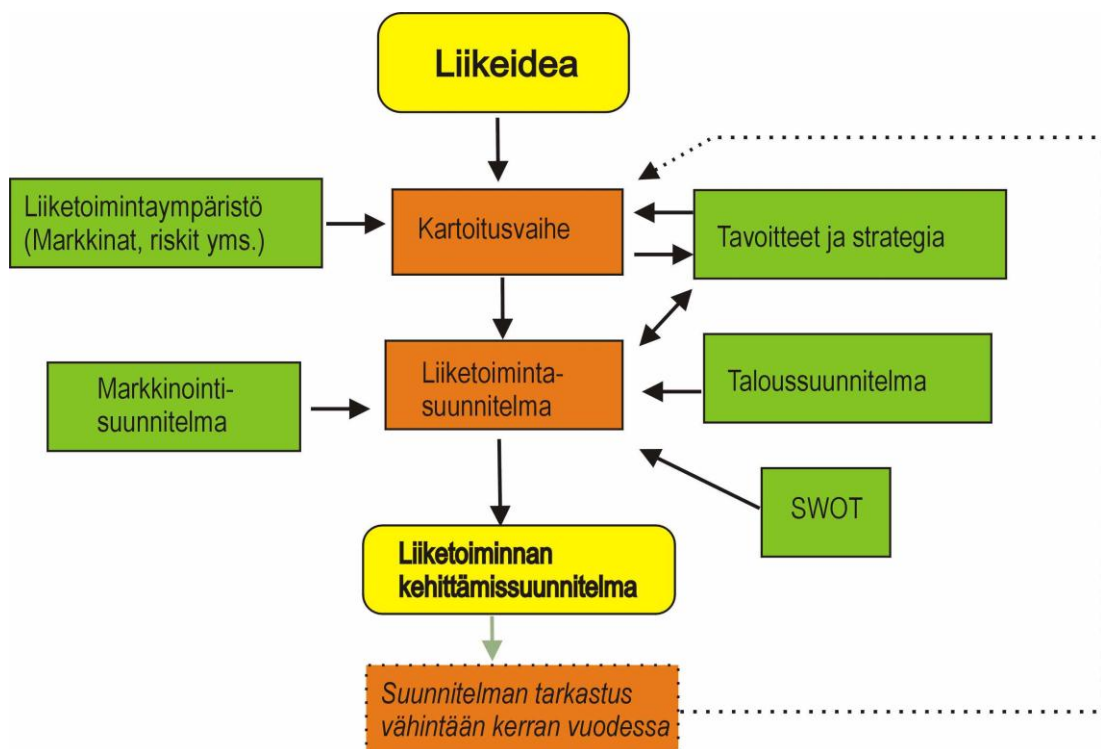 Liikeidea
Liiketoimintaympäristö
(Markkinat, riskit yms.)
Kartoitusvaihe
Tavoitteet ja strategia
Markkinointi-
suunnitelma
Liiketoiminta-
suunnitelma
Taloussuunnitelma
SWOT
Liiketoiminnan
kehittämissuunnitelma
Suunnitelman tarkastus
vähintään kerran vuodessa